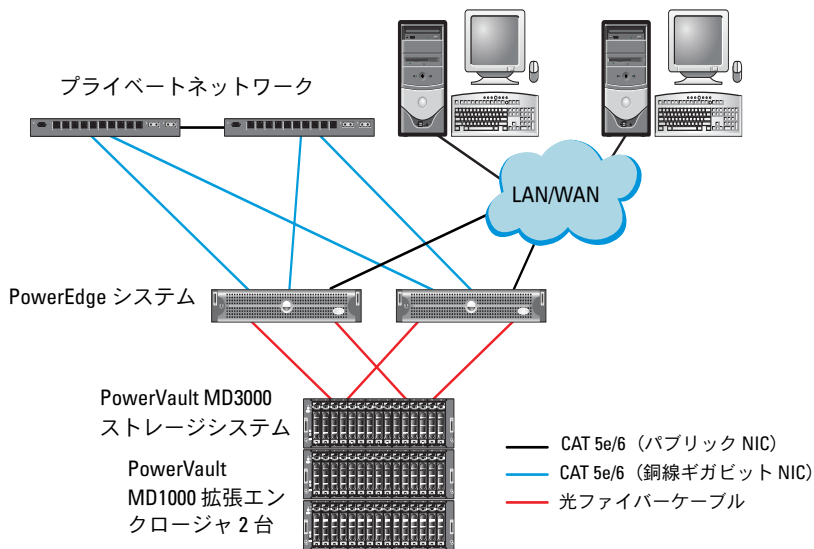 プライベートネットワーク
LAN/WAN
PowerEdge システム
PowerVault MD3000
ストレージシステム
PowerVault
MD1000 拡張エン
クロージャ 2 台
CAT 5e/6（パブリック NIC）
CAT 5e/6（銅線ギガビット NIC）
光ファイバーケーブル